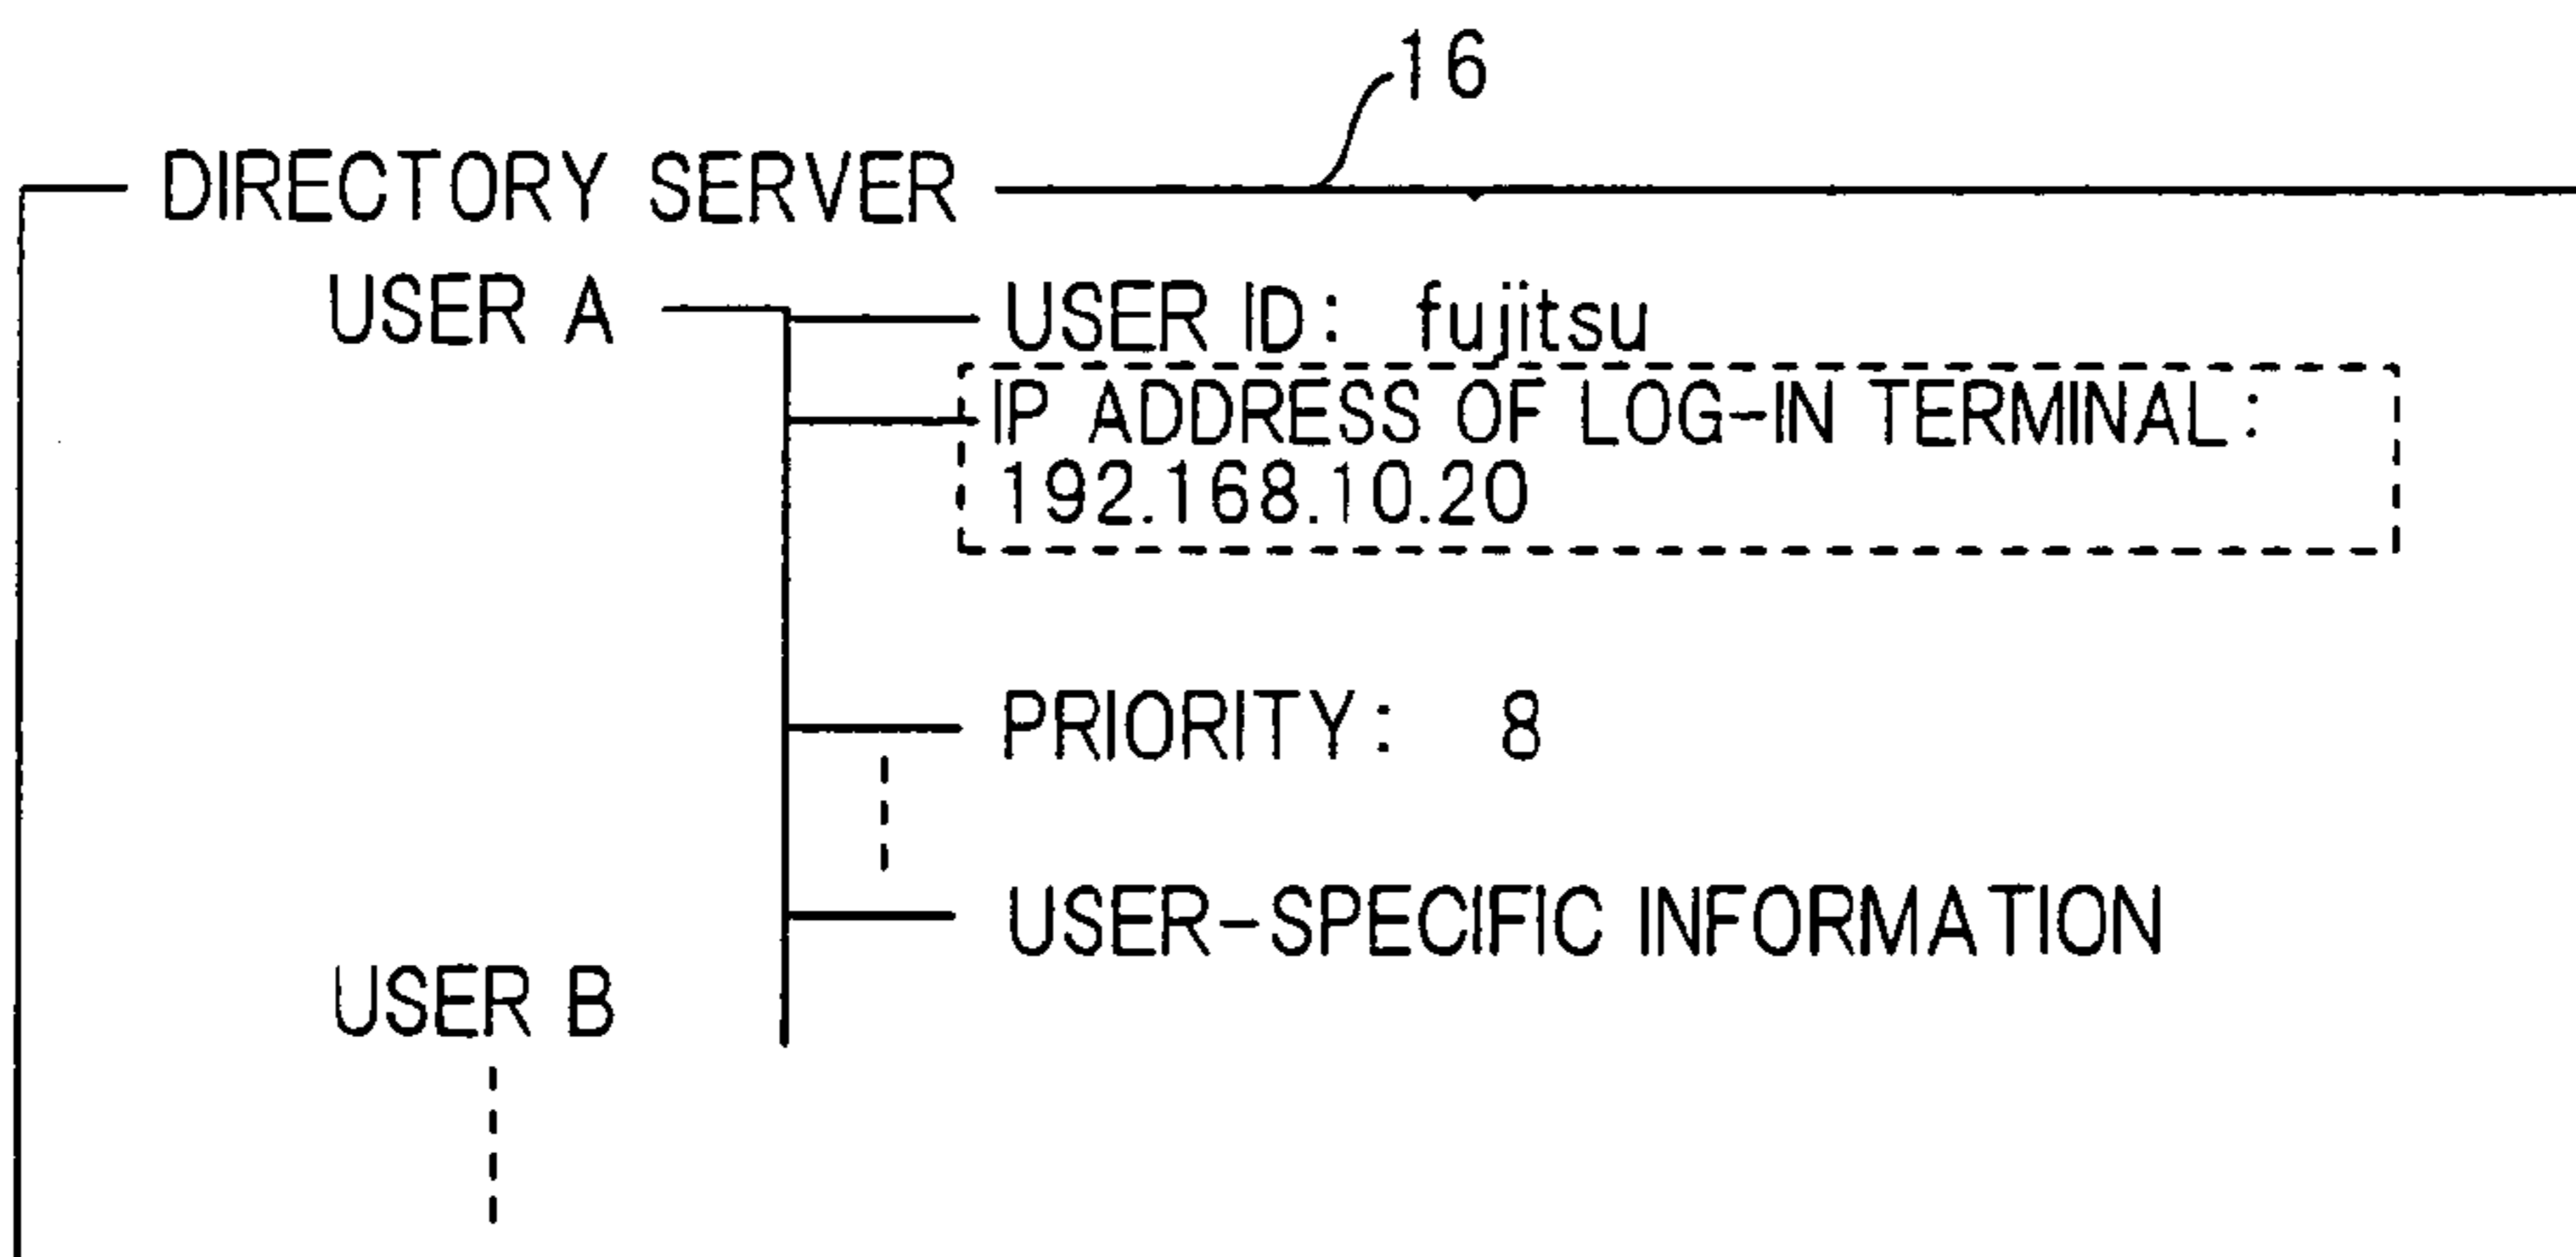 16
DIRECTORY SERVER
USER A
USER ID: fujitsu
IP ADDRESS OF LOG-IN TERMINAL:
192.168.10.20
PRIORITY: 8
USER-SPECIFIC INFORMATION
USER B